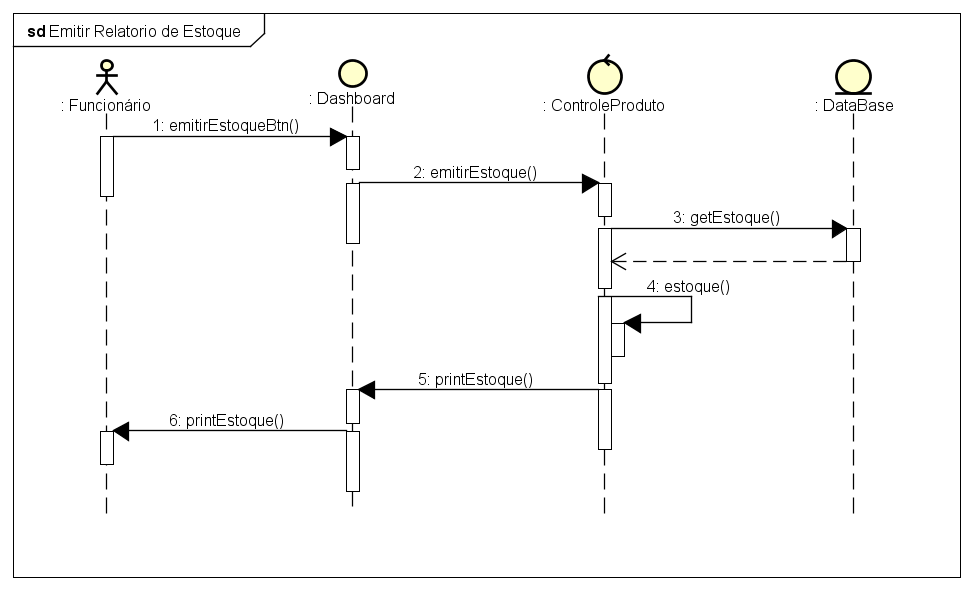 sd Emitir Relatorio de Estoque
: Funcionário
: Dashboard
: ControleProduto
: DataBase
1: emitirEstoqueBtn()
2: emitirEstoque()
3: getEstoque()
4: estoque()
5: printEstoque()
6: printEstoque()